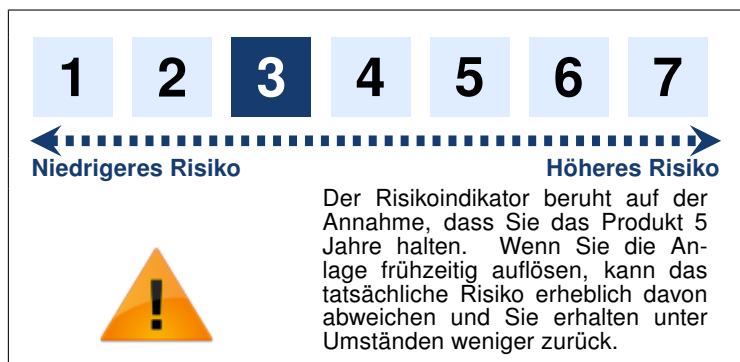 1 2 3 4 5 6 7
Niedrigeres Risiko Höheres Risiko
Der Risikoindikator beruht auf der
Annahme, dass Sie das Produkt 5
Jahre halten. Wenn Sie die An-
lage frühzeitig auflösen, kann das
tatsächliche Risiko erheblich davon
abweichen und Sie erhalten unter
Umständen weniger zurück.
!